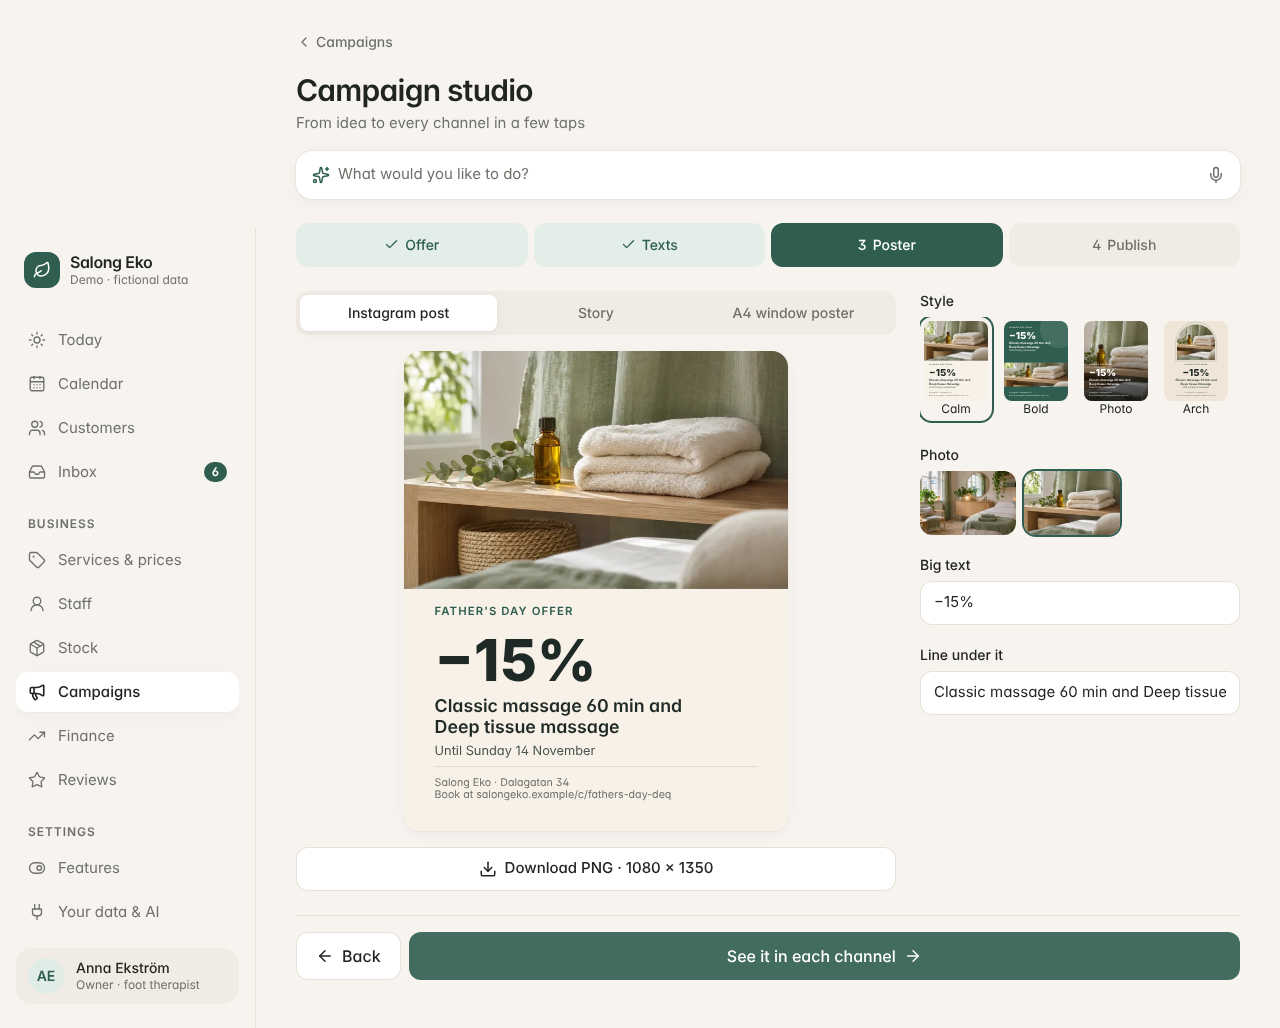 Campaigns
Campaign studio
From idea to every channel in a few taps
What would you like to do?
Offer
Texts
3 Poster
4 Publish
Salong Eko
Demo · fictional data
Today
Calendar
Customers
Inbox
6
BUSINESS
Services & prices
Staff
Stock
Campaigns
Finance
Reviews
SETTINGS
Features
Your data & AI
AE
Anna Ekström
Owner · foot therapist
Instagram post
Story
A4 window poster
FATHER'S DAY OFFER
−15%
Classic massage 60 min and
Deep tissue massage
Until Sunday 14 November
Salong Eko · Dalagatan 34
Book at salongeko.example/c/fathers-day-deq
Download PNG · 1080 × 1350
Style
−15%
Calm
−15%
Bold
−15%
Photo
−15%
Arch
Photo
Big text
−15%
Line under it
Classic massage 60 min and Deep tissue
Back
See it in each channel